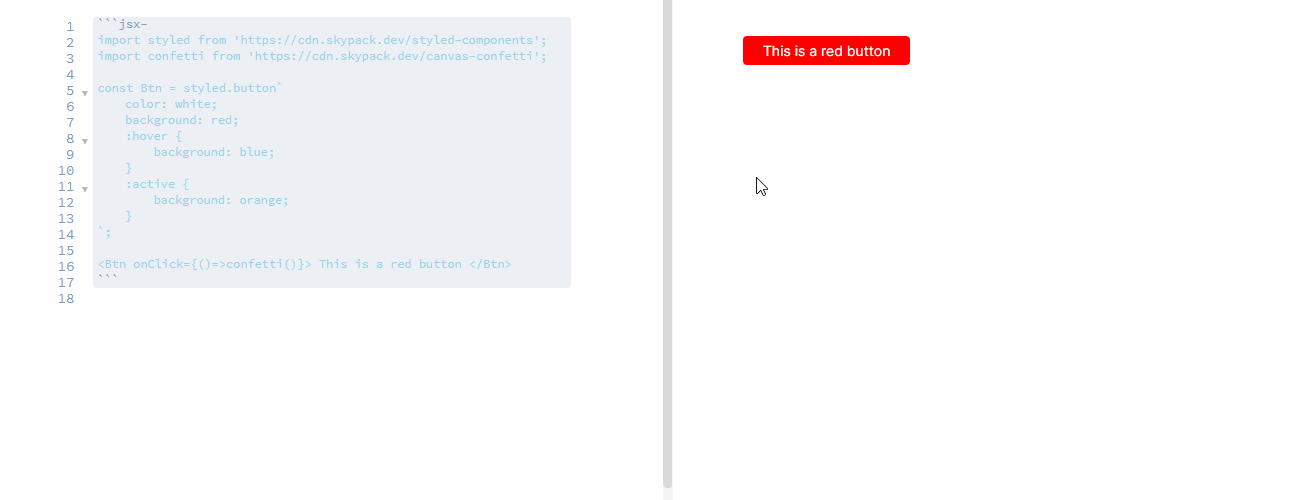 1 ```jsx-
2 import styled from 'https://cdn.skypack.dev/styled-components';
3 import confetti from 'https://cdn.skypack.dev/canvas-confetti';
4
5 const Btn = styled.button`
6 color: white;
7 background: red;
8 :hover {
9 background: blue;
10 }
11 :active {
12 background: orange;
13 }
14 `;
15
16 <Btn onClick={()=>confetti()}> This is a red button </Btn>
17 ```
18
This is a red button